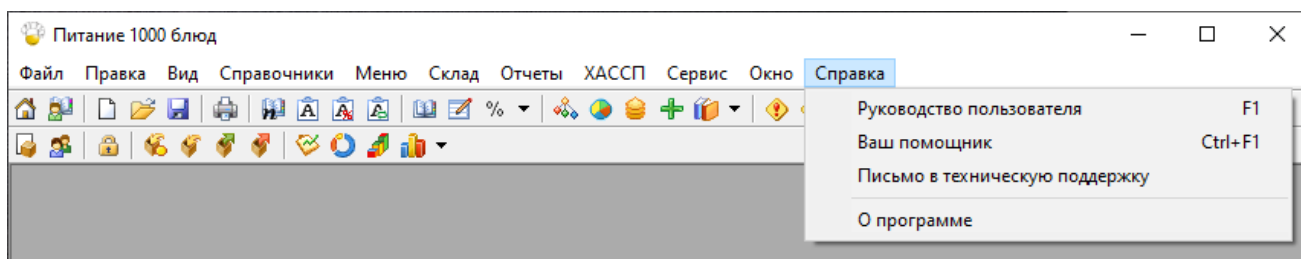 Питание 1000 блюд
Файл Правка Вид Справочники Меню Склад Отчеты ХАССП Сервис Окно Справка
%
Руководство пользователя F1
Ваш помощник Ctrl+F1
Письмо в техническую поддержку
О программе